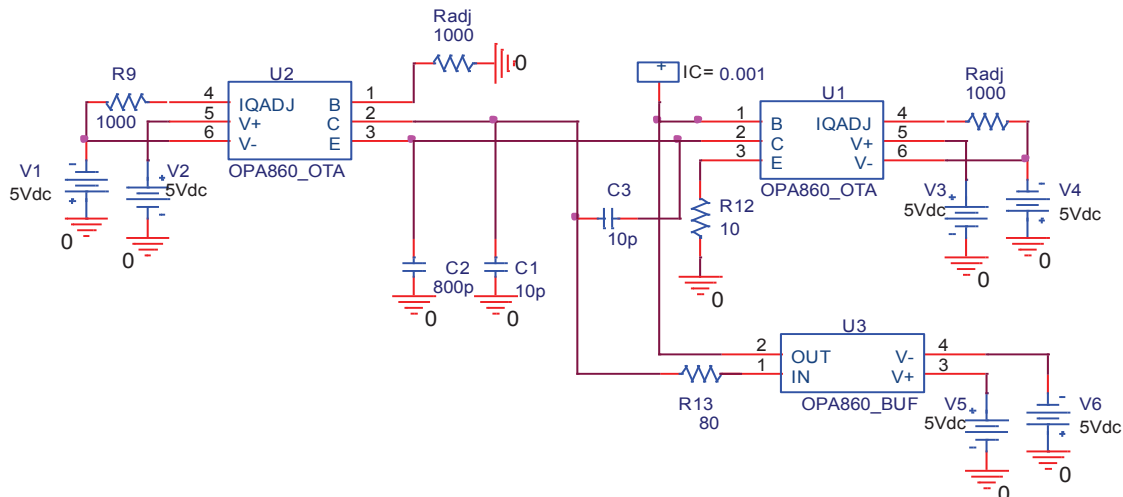 Radj
1000
0
R9
1000
U2
4 IQADJ B 1
5 V+ C 2
6 V- E 3
OPA860_OTA
V1
5Vdc
-
+
0
V2
5Vdc
+
-
0
+
IC= 0.001
U1
1 B IQADJ 4
2 C V+ 5
3 E V- 6
OPA860_OTA
Radj
1000
V3
5Vdc
+
-
0
V4
5Vdc
-
+
0
C3
10p
R12
10
0
C2
800p
0
C1
10p
0
U3
2 OUT V- 4
1 IN V+ 3
OPA860_BUF
R13
80
V5
5Vdc
+
-
0
V6
5Vdc
-
+
0